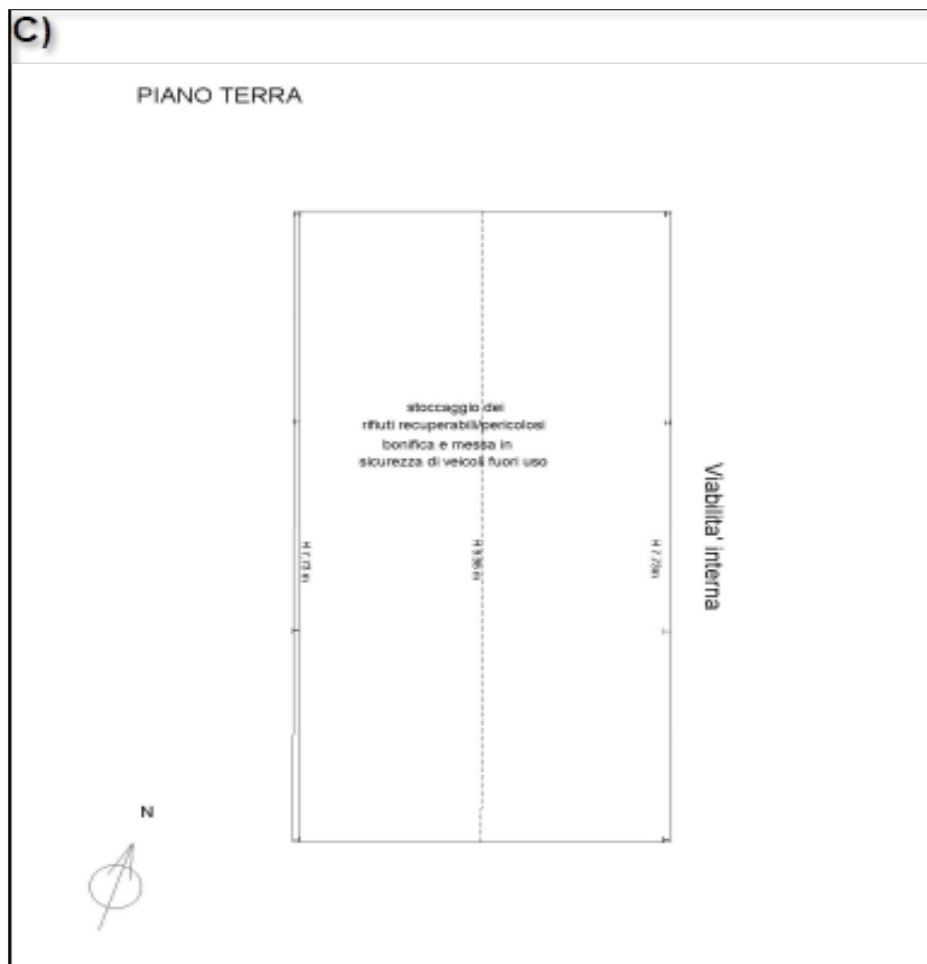 C)
PIANO TERRA
stoccaggio dei
rifiuti recuperabili/pericolosi
bonifica e messa in
sicurezza di veicoli fuori uso
Viabilita' interna
H
H
H
N